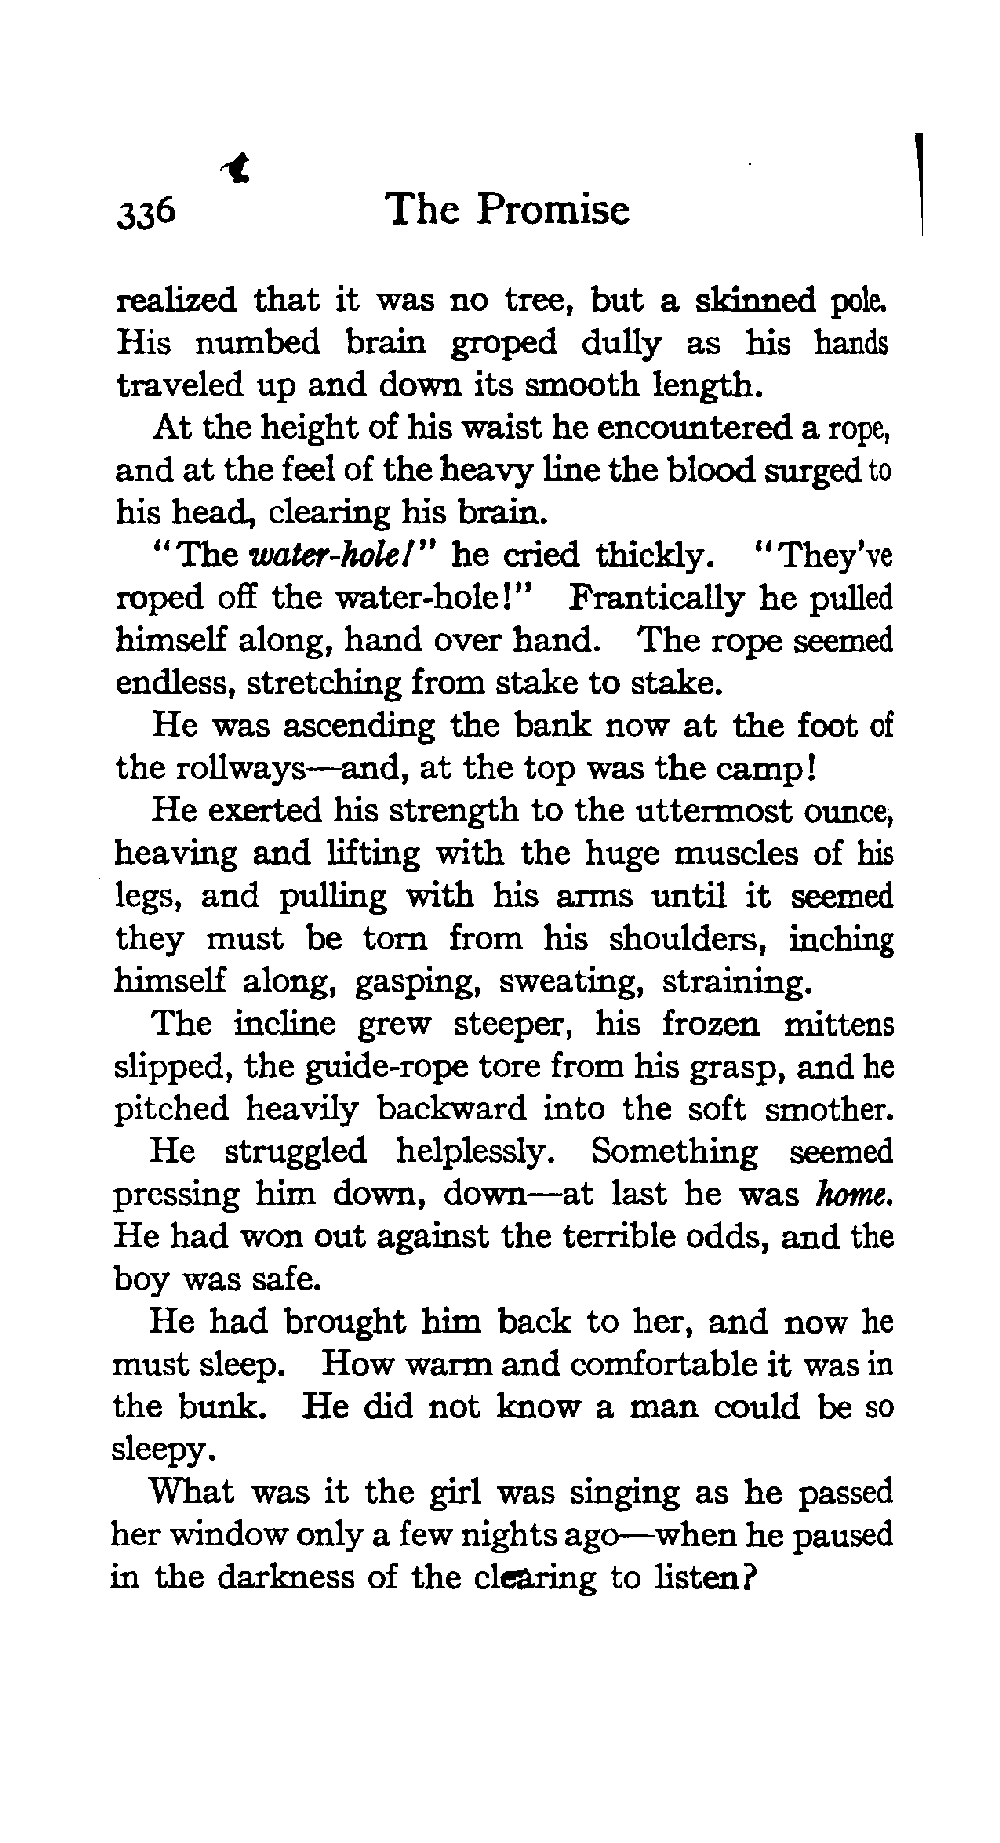 336 The Promise
realized that it was no tree, but a skinned pole.
His numbed brain groped dully as his hands
traveled up and down its smooth length.
At the height of his waist he encountered a rope,
and at the feel of the heavy line the blood surged to
his head, clearing his brain.
"The water-hole!" he cried thickly. "They've
roped off the water-hole!" Frantically he pulled
himself along, hand over hand. The rope seemed
endless, stretching from stake to stake.
He was ascending the bank now at the foot of
the rollways—and, at the top was the camp!
He exerted his strength to the uttermost ounce,
heaving and lifting with the huge muscles of his
legs, and pulling with his arms until it seemed
they must be torn from his shoulders, inching
himself along, gasping, sweating, straining.
The incline grew steeper, his frozen mittens
slipped, the guide-rope tore from his grasp, and he
pitched heavily backward into the soft smother.
He struggled helplessly. Something seemed
pressing him down, down—at last he was home.
He had won out against the terrible odds, and the
boy was safe.
He had brought him back to her, and now he
must sleep. How warm and comfortable it was in
the bunk. He did not know a man could be so
sleepy.
What was it the girl was singing as he passed
her window only a few nights ago—when he paused
in the darkness of the clearing to listen?